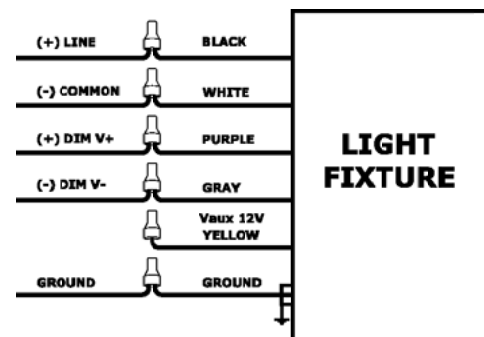 (+) LINE BLACK
(-) COMMON WHITE
(+) DIM V+ PURPLE
(-) DIM V- GRAY
Vaux 12V
YELLOW
GROUND GROUND
LIGHT
FIXTURE